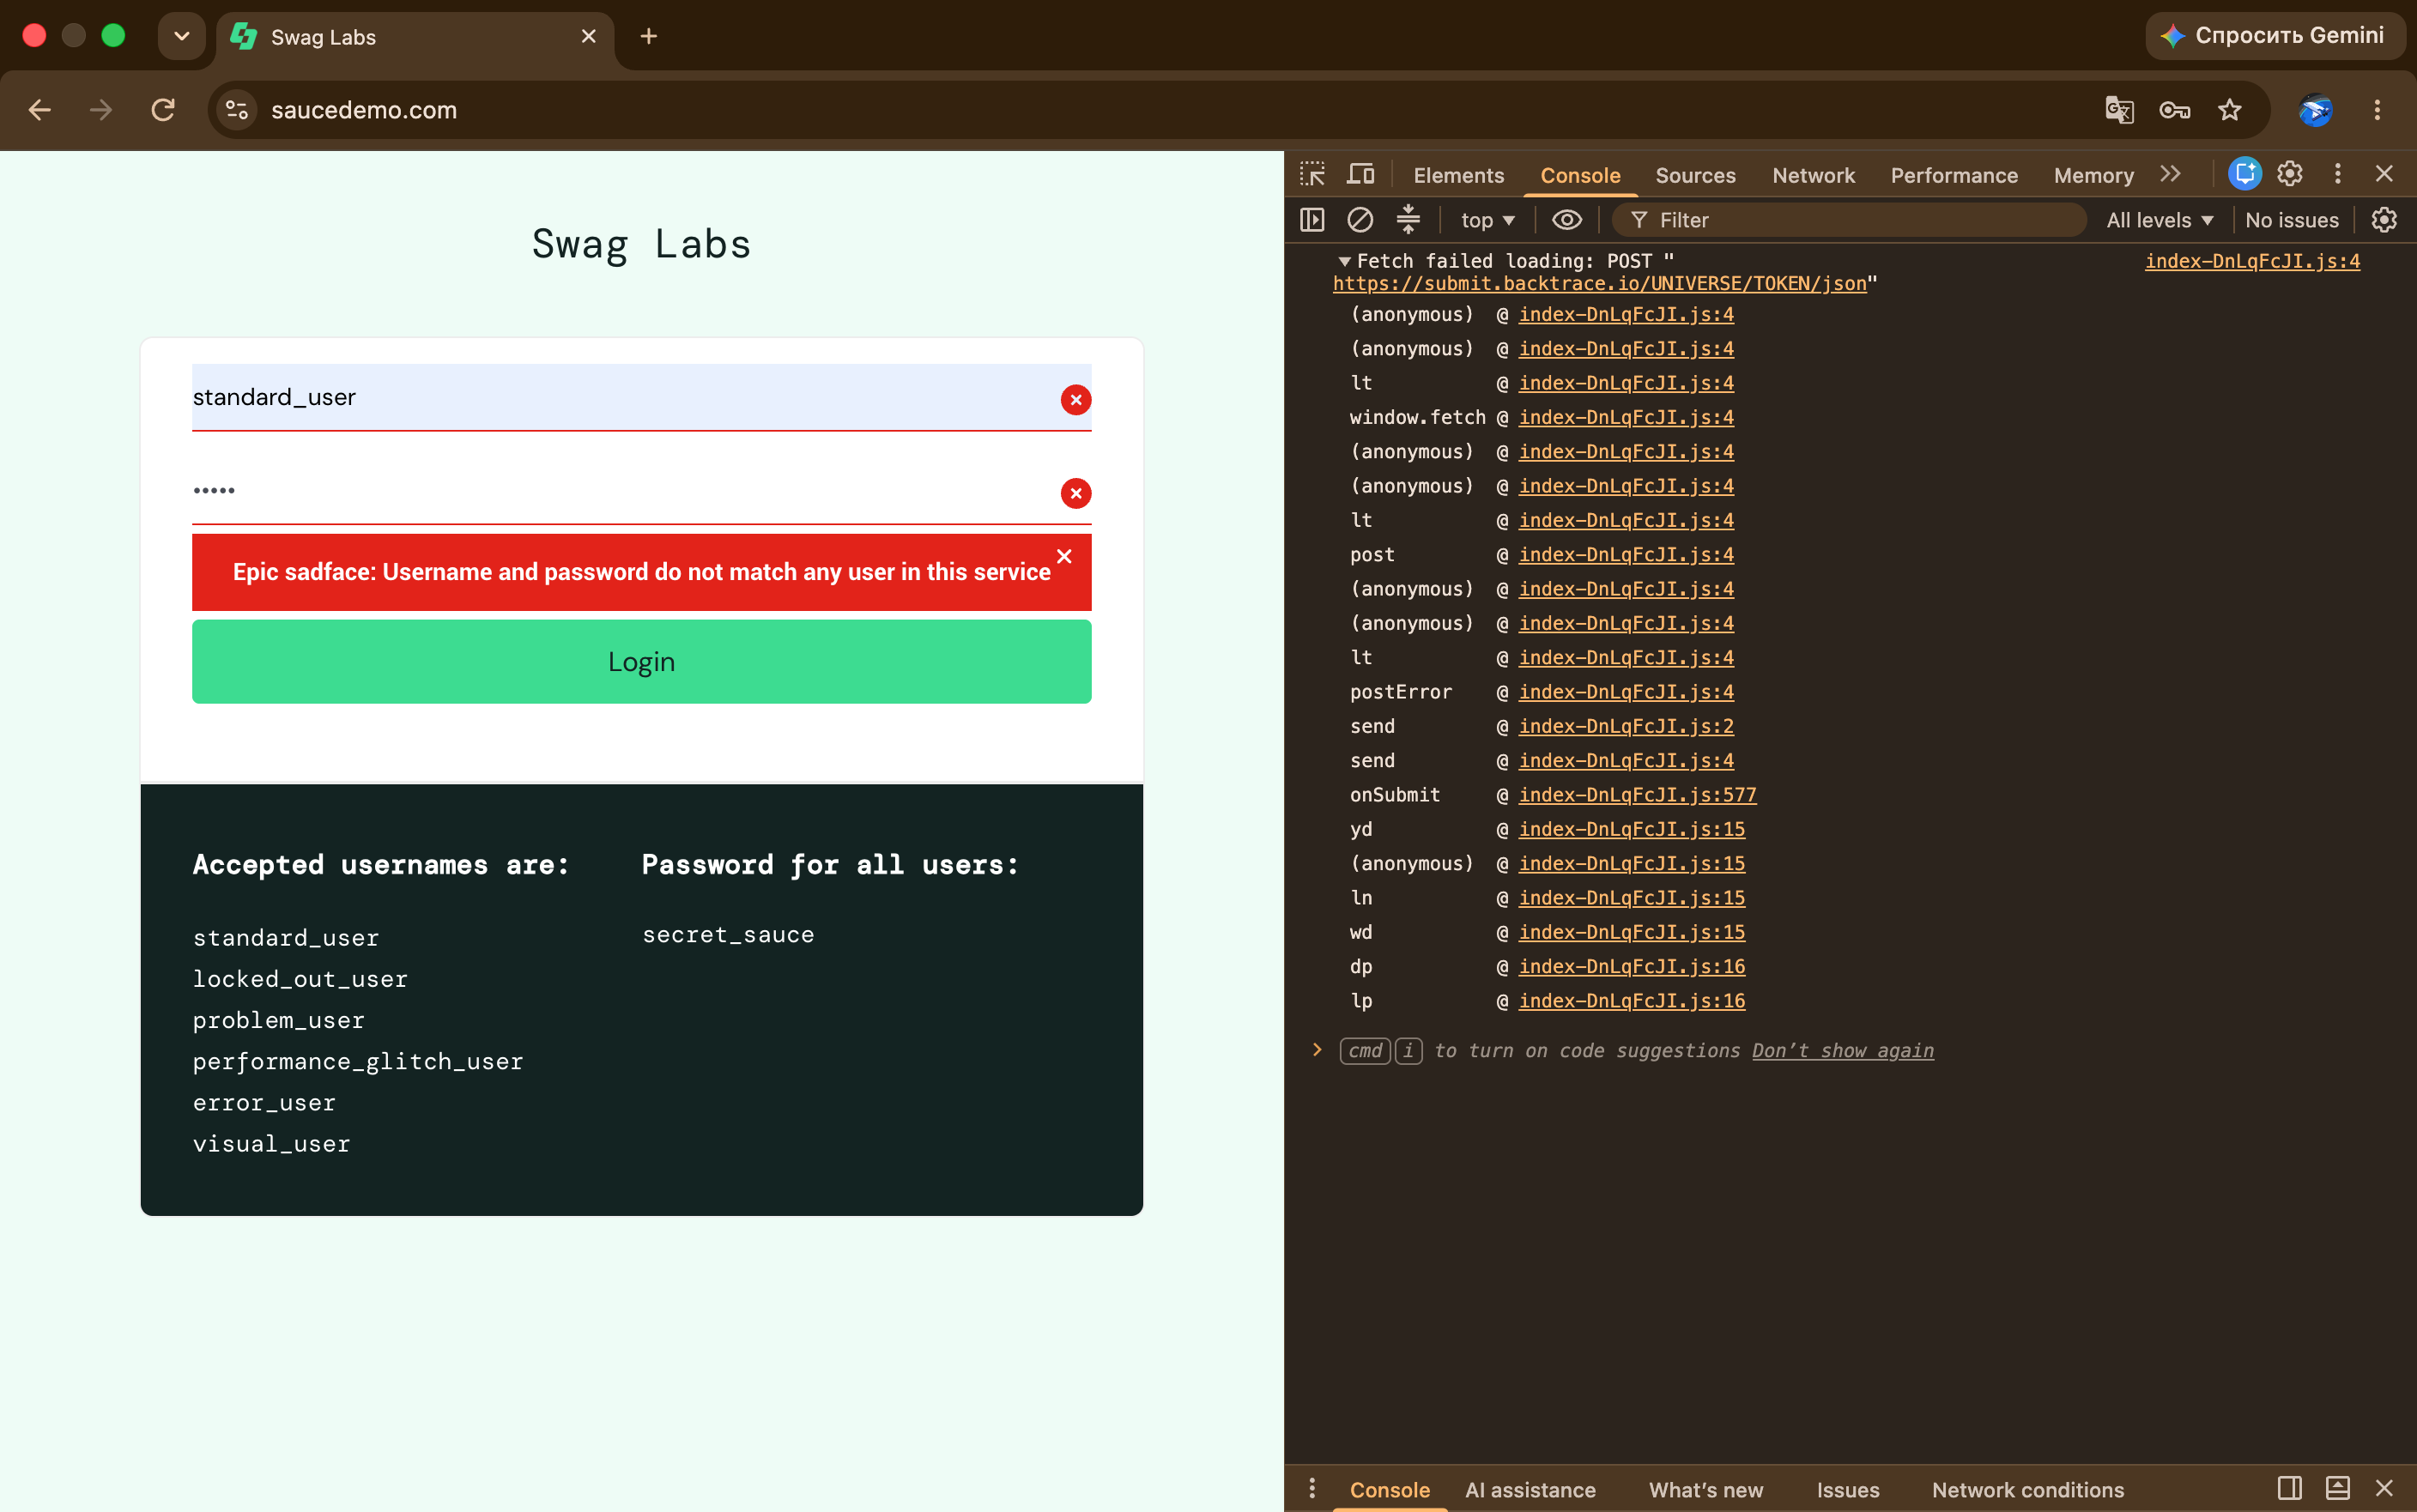 Swag Labs
Спросить Gemini
saucedemo.com
Swag Labs
standard_user
•••••
Epic sadface: Username and password do not match any user in this service
Login
Accepted usernames are:
standard_user
locked_out_user
problem_user
performance_glitch_user
error_user
visual_user
Password for all users:
secret_sauce
Elements Console Sources Network Performance Memory
top Filter All levels No issues
Fetch failed loading: POST " index-DnLqFcJI.js:4
https://submit.backtrace.io/UNIVERSE/TOKEN/json"
(anonymous) @ index-DnLqFcJI.js:4
(anonymous) @ index-DnLqFcJI.js:4
lt @ index-DnLqFcJI.js:4
window.fetch @ index-DnLqFcJI.js:4
(anonymous) @ index-DnLqFcJI.js:4
(anonymous) @ index-DnLqFcJI.js:4
lt @ index-DnLqFcJI.js:4
post @ index-DnLqFcJI.js:4
(anonymous) @ index-DnLqFcJI.js:4
(anonymous) @ index-DnLqFcJI.js:4
lt @ index-DnLqFcJI.js:4
postError @ index-DnLqFcJI.js:4
send @ index-DnLqFcJI.js:2
send @ index-DnLqFcJI.js:4
onSubmit @ index-DnLqFcJI.js:577
yd @ index-DnLqFcJI.js:15
(anonymous) @ index-DnLqFcJI.js:15
ln @ index-DnLqFcJI.js:15
wd @ index-DnLqFcJI.js:15
dp @ index-DnLqFcJI.js:16
lp @ index-DnLqFcJI.js:16
cmd i to turn on code suggestions Don’t show again
Console AI assistance What’s new Issues Network conditions